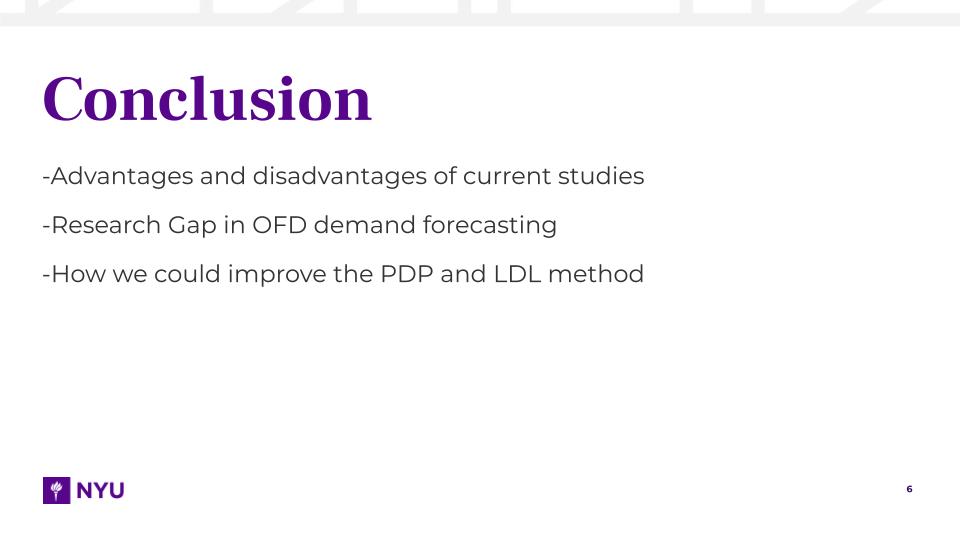 Conclusion
-Advantages and disadvantages of current studies
-Research Gap in OFD demand forecasting
-How we could improve the PDP and LDL method
NYU
6